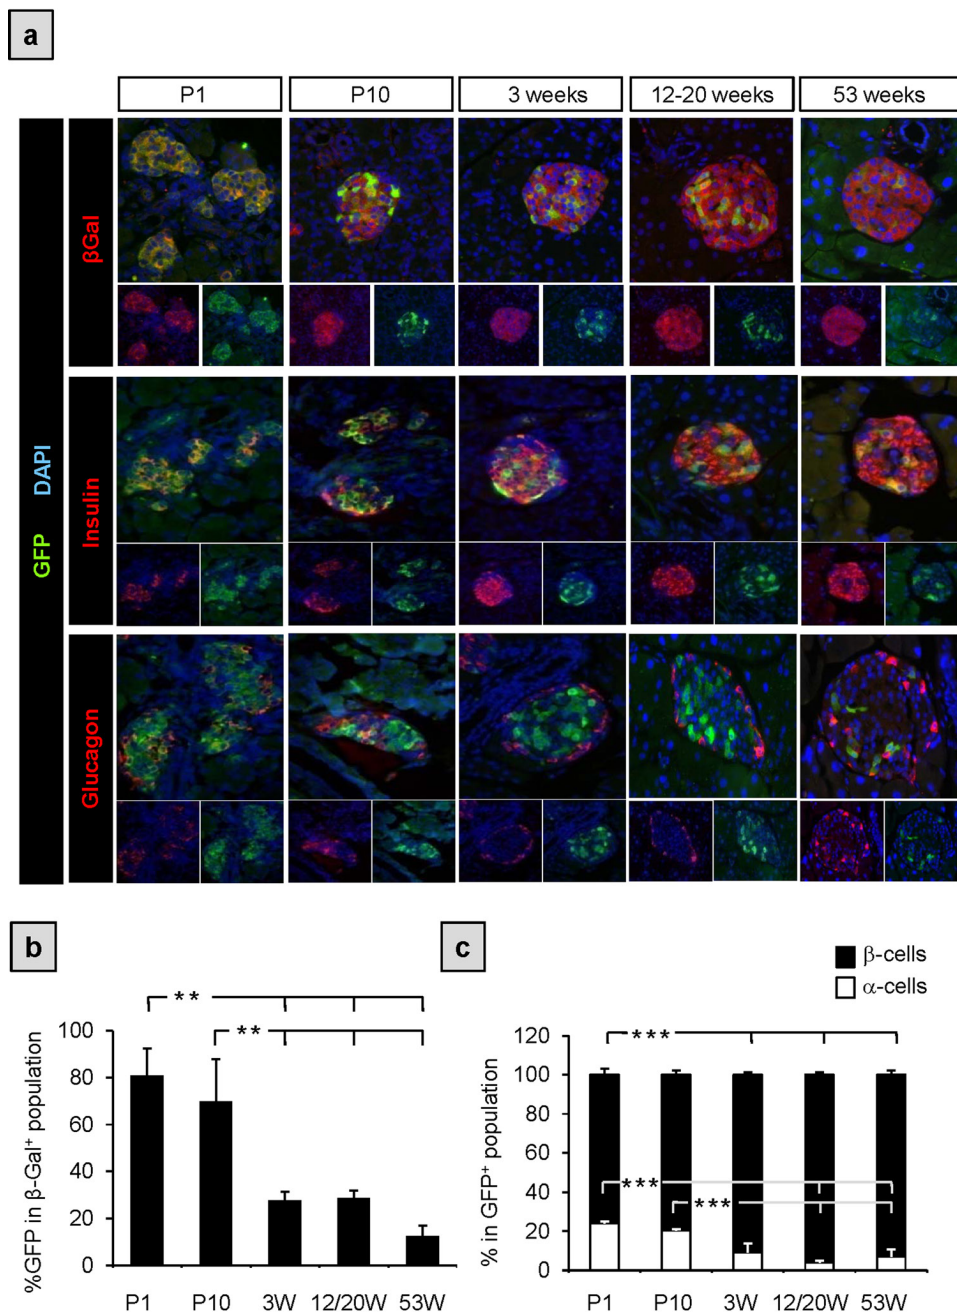 a
P1 P10 3 weeks 12-20 weeks 53 weeks
GFP DAPI
βGal
Insulin
Glucagon
b
**
**
100
80
60
40
20
0
%GFP in β-Gal⁺ population
P1 P10 3W 12/20W 53W
c
β-cells
α-cells
***
***
***
120
100
80
60
40
20
0
% in GFP⁺ population
P1 P10 3W 12/20W 53W